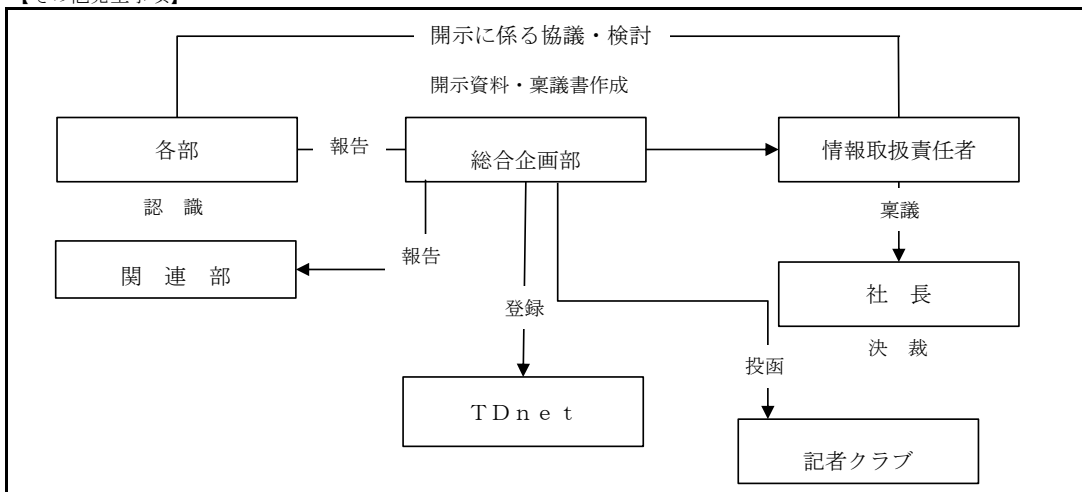 【その他発生事項】
開示に係る協議・検討
開示資料・稟議書作成
各部
報告
総合企画部
情報取扱責任者
認　識
稟議
関　連　部
報告
社　長
登録
決　裁
投函
ＴＤｎｅｔ
記者クラブ